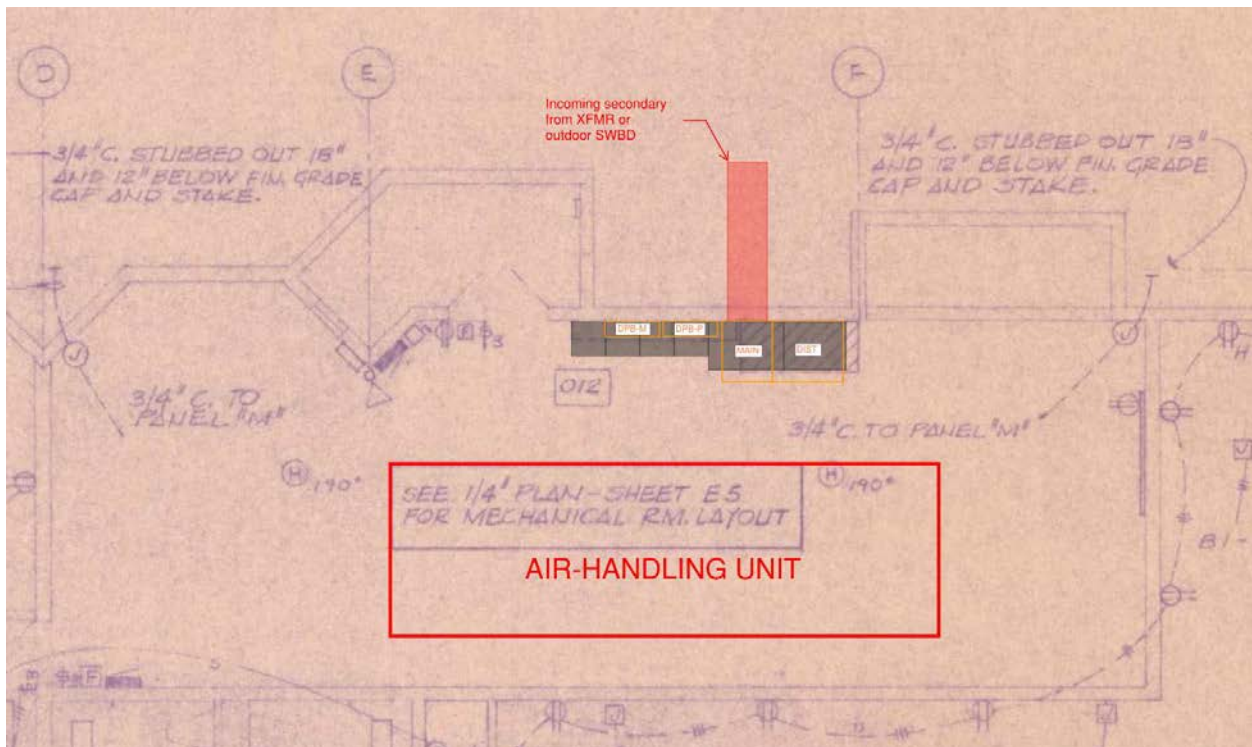 D
E
F
Incoming secondary
from XFMR or
outdoor SWBD
3/4"C. STUBBED OUT 18"
AND 12" BELOW FIN. GRADE
CAP AND STAKE.
3/4"C. STUBBED OUT 18"
AND 12" BELOW FIN. GRADE
CAP AND STAKE.
DPB-M
DPB-P
MAIN
DIST
3
J
J
H
012
3/4"C. TO
PANEL "M"
3/4"C. TO PANEL "M"
J
H 190°
H 190°
SEE 1/4" PLAN-SHEET E5
FOR MECHANICAL RM. LAYOUT
B1-
AIR-HANDLING UNIT
S
F
J
J